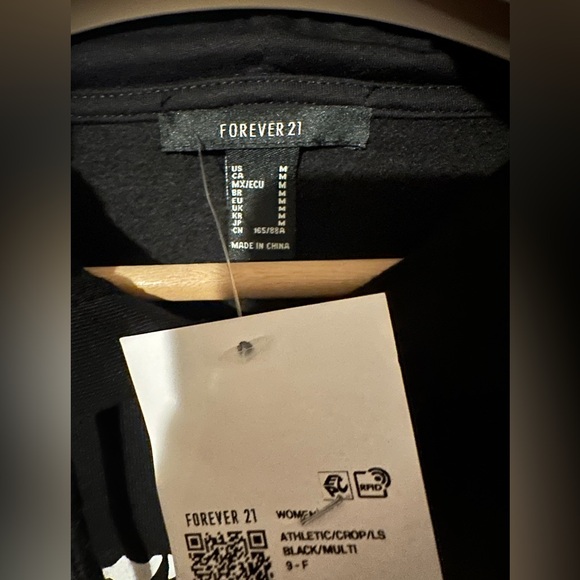 FOREVER 21
US M
CA M
MX/ECU M
BR M
EU M
UK M
KR M
JP M
CN 165/88A
MADE IN CHINA
RFID
FOREVER 21
ATHLETIC/CROP/LS
BLACK/MULTI
9-F